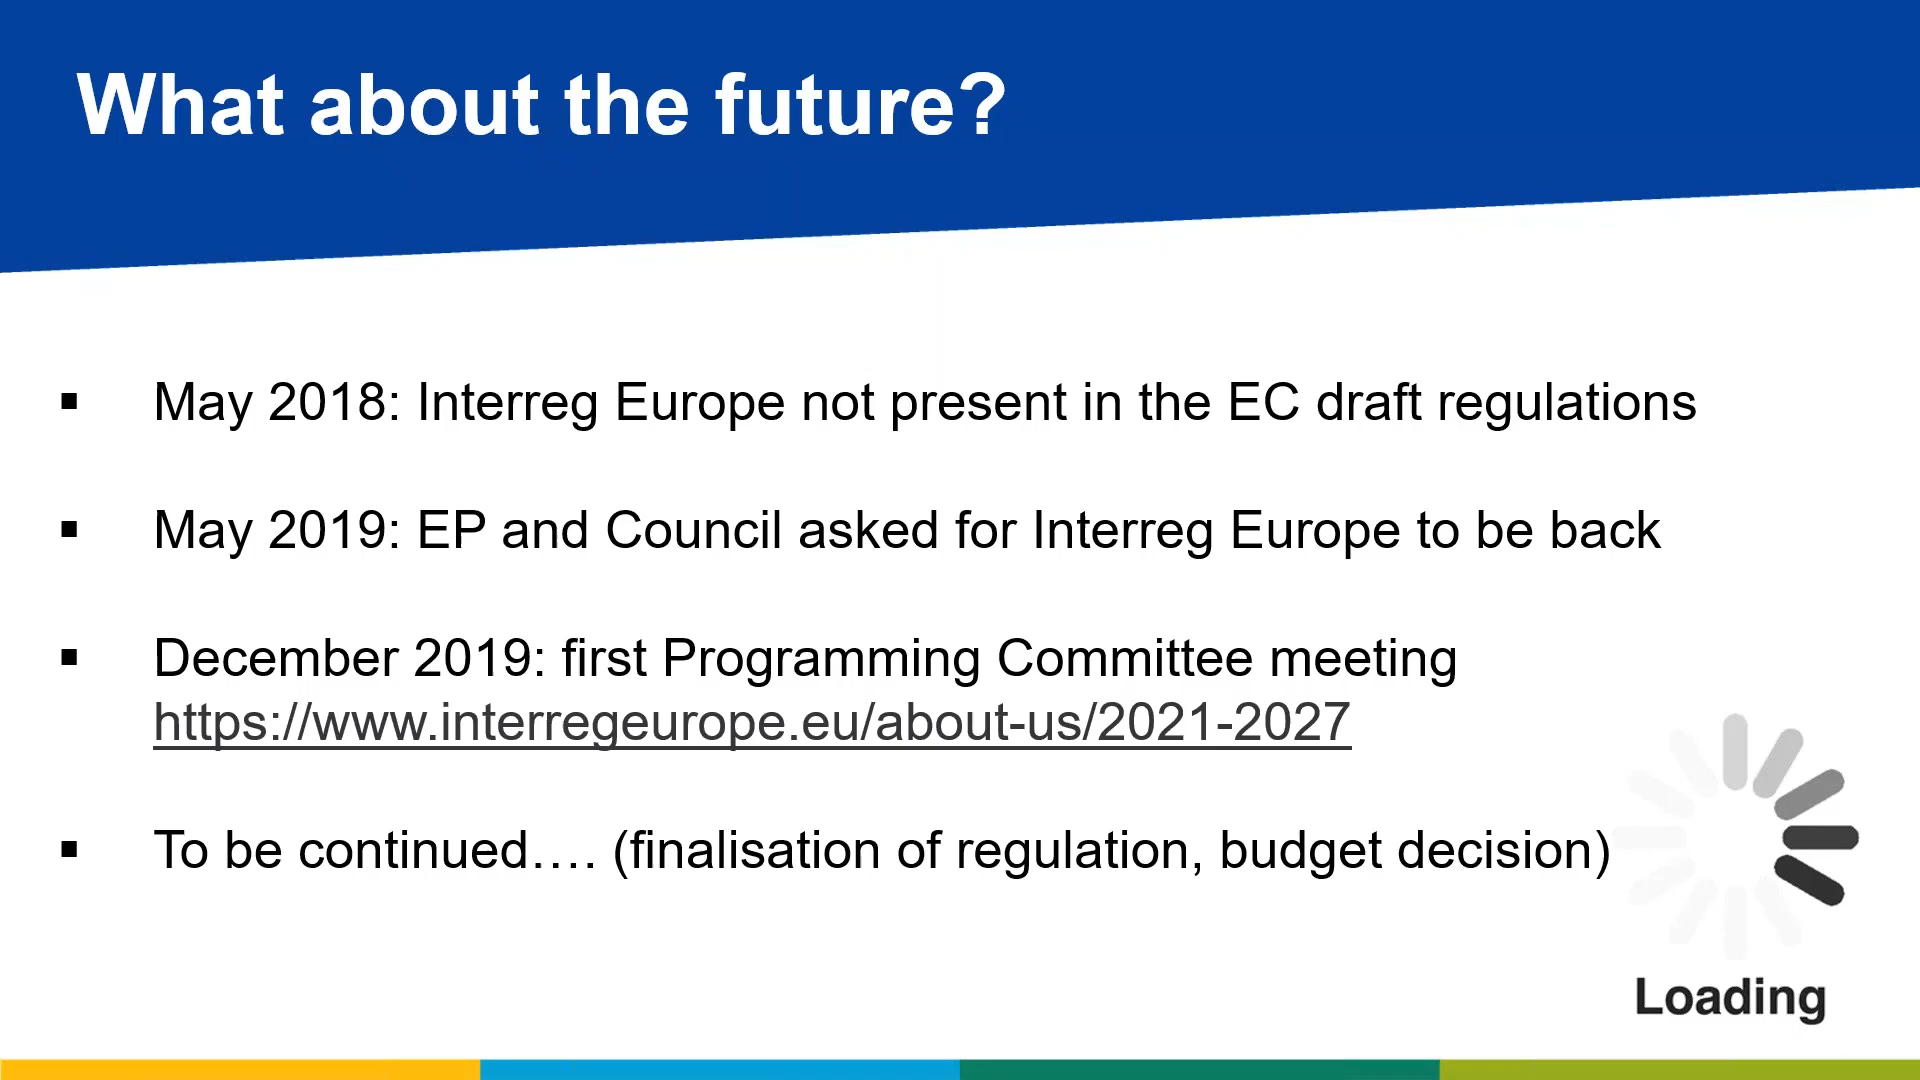 What about the future?
▪ May 2018: Interreg Europe not present in the EC draft regulations
▪ May 2019: EP and Council asked for Interreg Europe to be back
▪ December 2019: first Programming Committee meeting
https://www.interregeurope.eu/about-us/2021-2027
▪ To be continued…. (finalisation of regulation, budget decision)
Loading